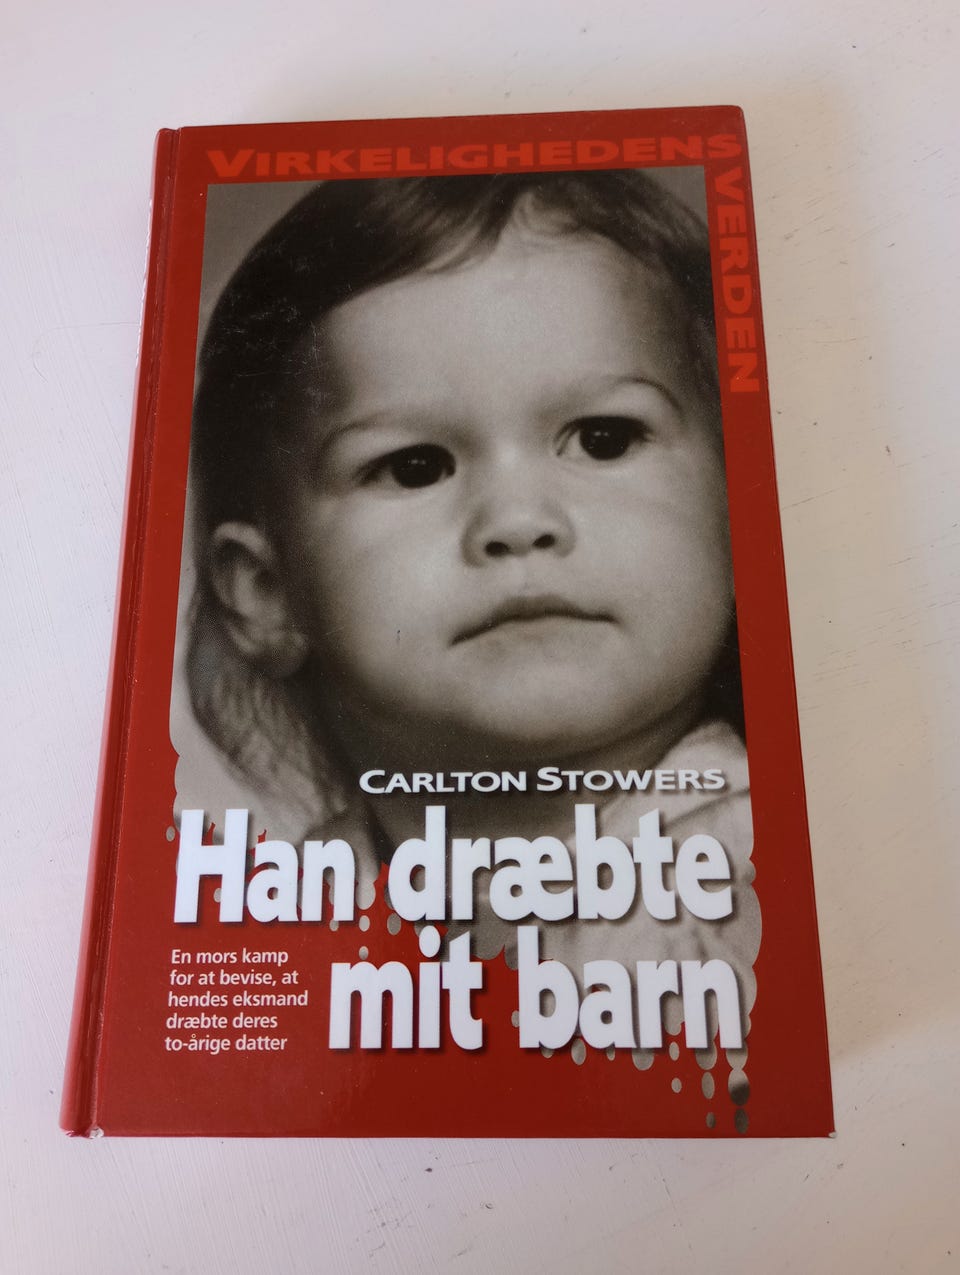 VIRKELIGHEDENS
VERDEN
CARLTON STOWERS
Han dræbte
mit barn
En mors kamp
for at bevise, at
hendes eksmand
dræbte deres
to-årige datter